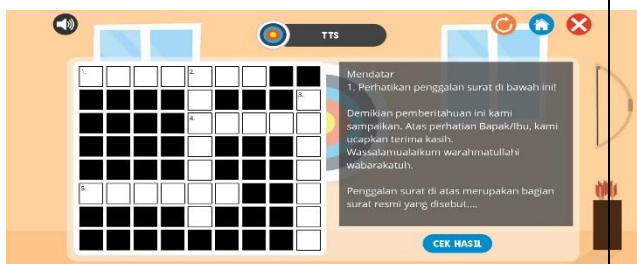 TTS
1.
2.
3.
4.
5.
Mendatar
1. Perhatikan penggalan surat di bawah ini!
Demikian pemberitahuan ini kami
sampaikan. Atas perhatian Bapak/Ibu, kami
ucapkan terima kasih.
Wassalamualaikum warahmatullahi
wabarakatuh.
Penggalan surat di atas merupakan bagian
surat resmi yang disebut....
CEK HASIL